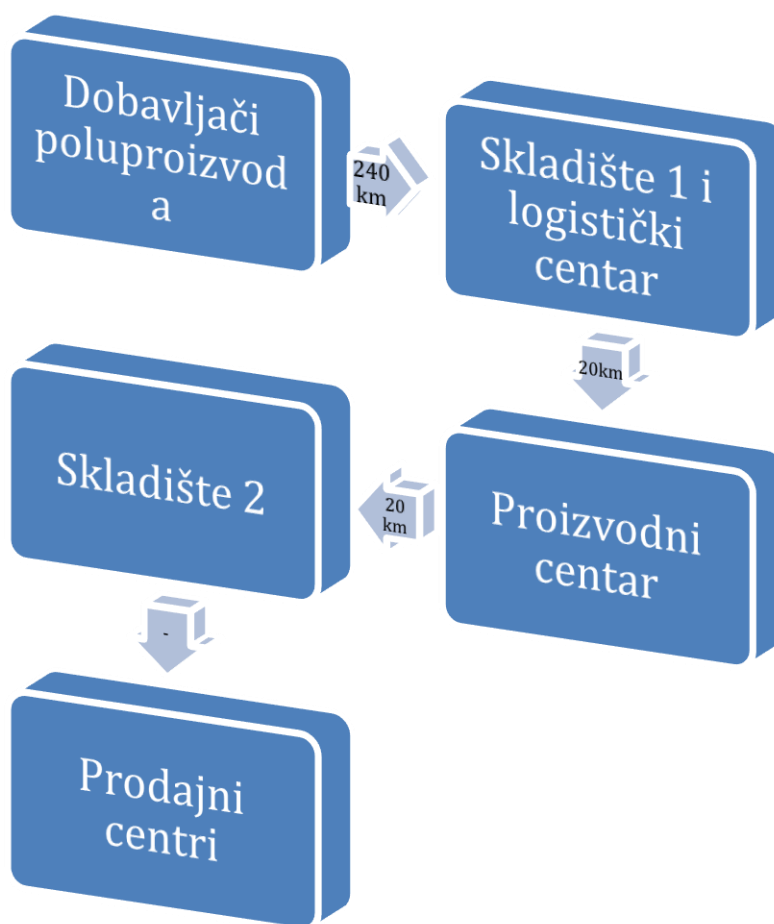 Dobavljači
poluproizvod
a
240
km
Skladište 1 i
logistički
centar
20km
Proizvodni
centar
20
km
Skladište 2
-
Prodajni
centri